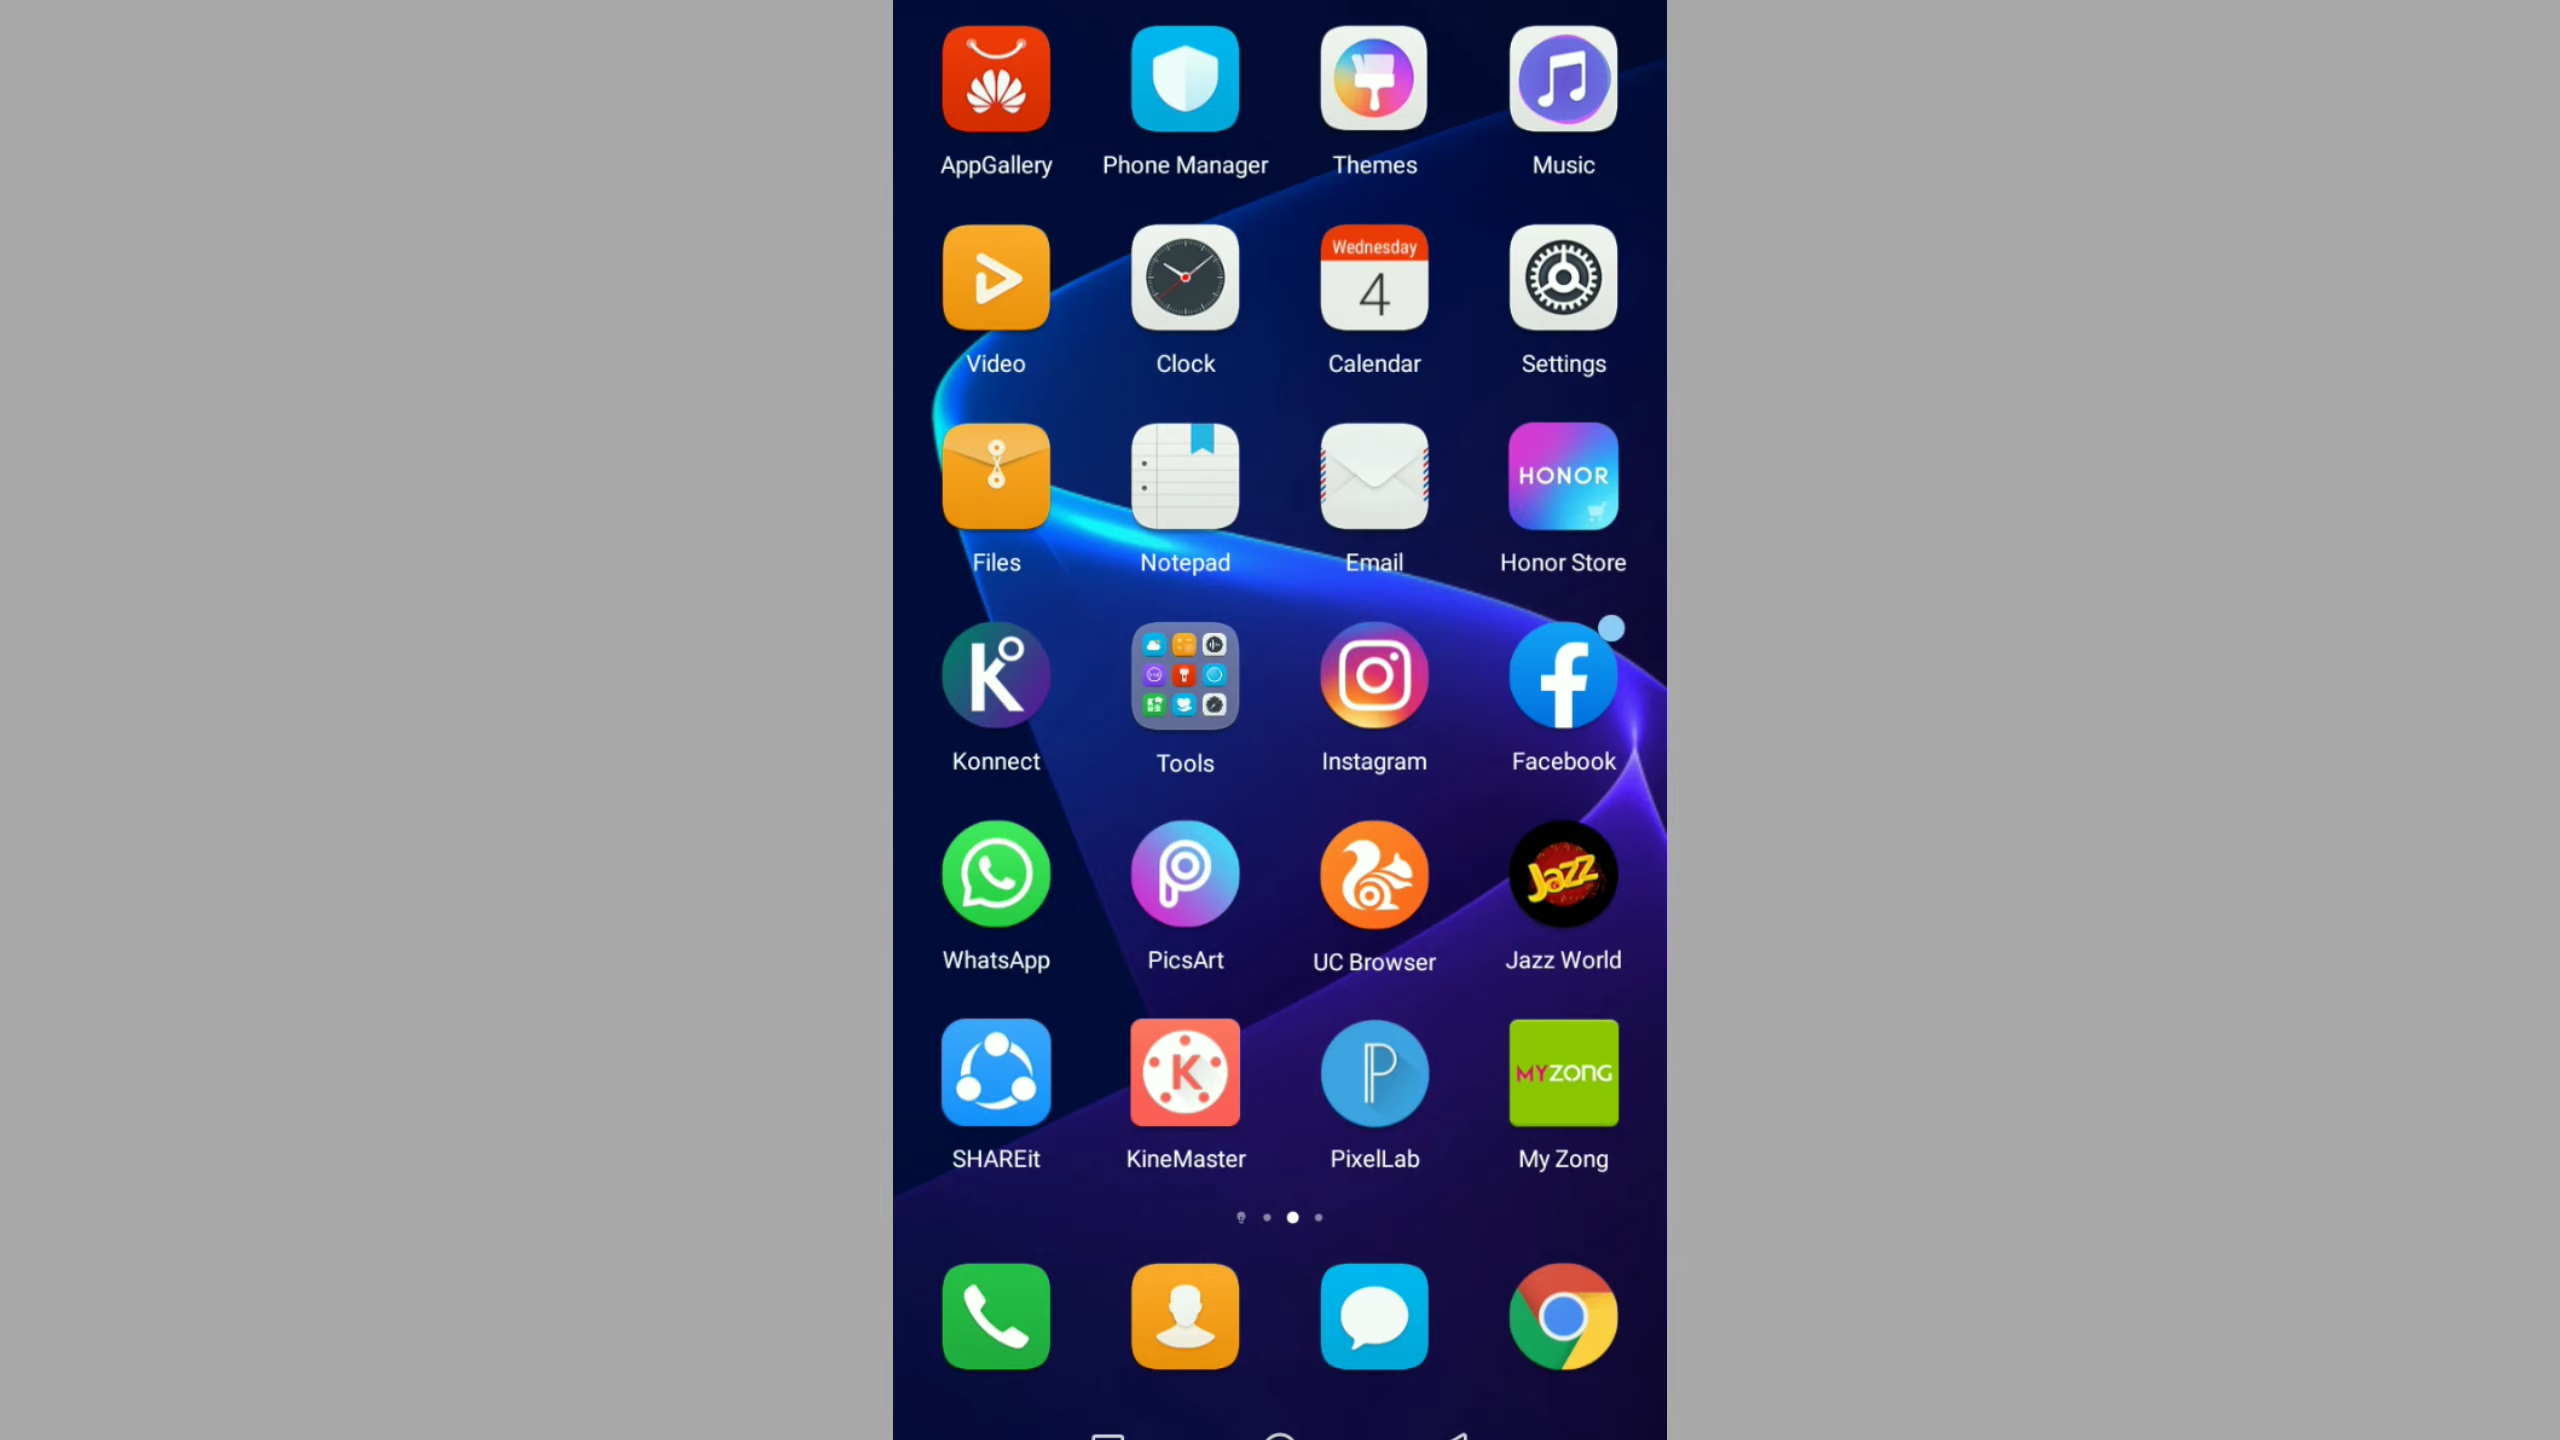 AppGallery Phone Manager Themes Music
Wednesday
4
Video Clock Calendar Settings
HONOR
Files Notepad Email Honor Store
Konnect Tools Instagram Facebook
Jazz
WhatsApp PicsArt UC Browser Jazz World
K
P
MYZONG
SHAREit KineMaster PixelLab My Zong